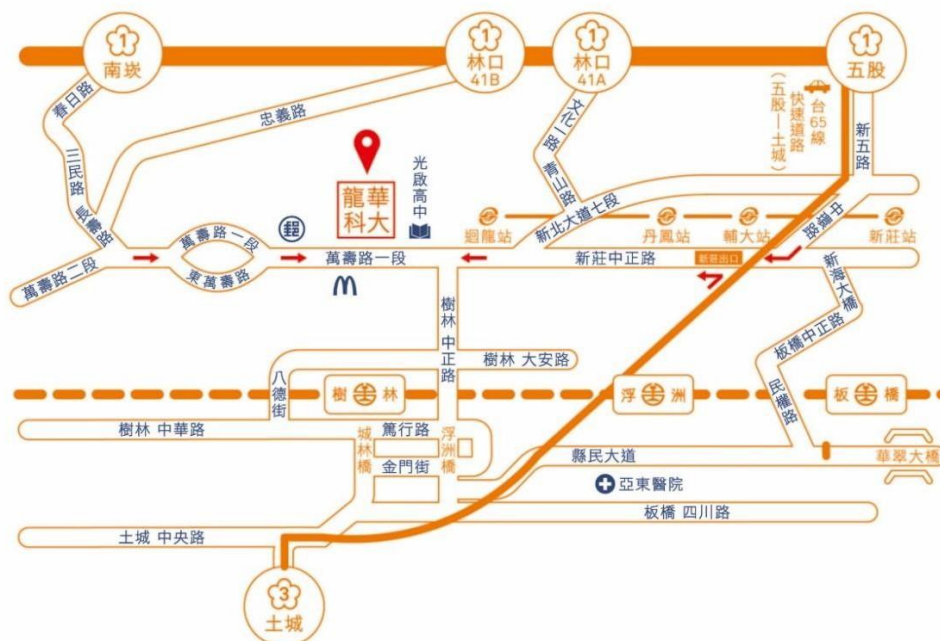 1
南崁
1
林口
41B
1
林口
41A
1
五股
春日路
忠義路
文化一路
青山路
(五股—土城)
快速道路
台65線
新五路
三民路
長壽路
龍華
科大
光啟高中
郵
萬壽路一段
東萬壽路
萬壽路二段
萬壽路一段
迴龍站
新北大道七段
丹鳳站
輔大站
新莊站
新莊中正路
新莊出口
新海大橋
板橋中正路
民權路
樹林 中正路
樹林 大安路
八德街
樹 林
浮 洲
板 橋
樹林 中華路
篤行路
城林橋
浮洲橋
金門街
縣民大道
華翠大橋
亞東醫院
板橋 四川路
土城 中央路
3
土城